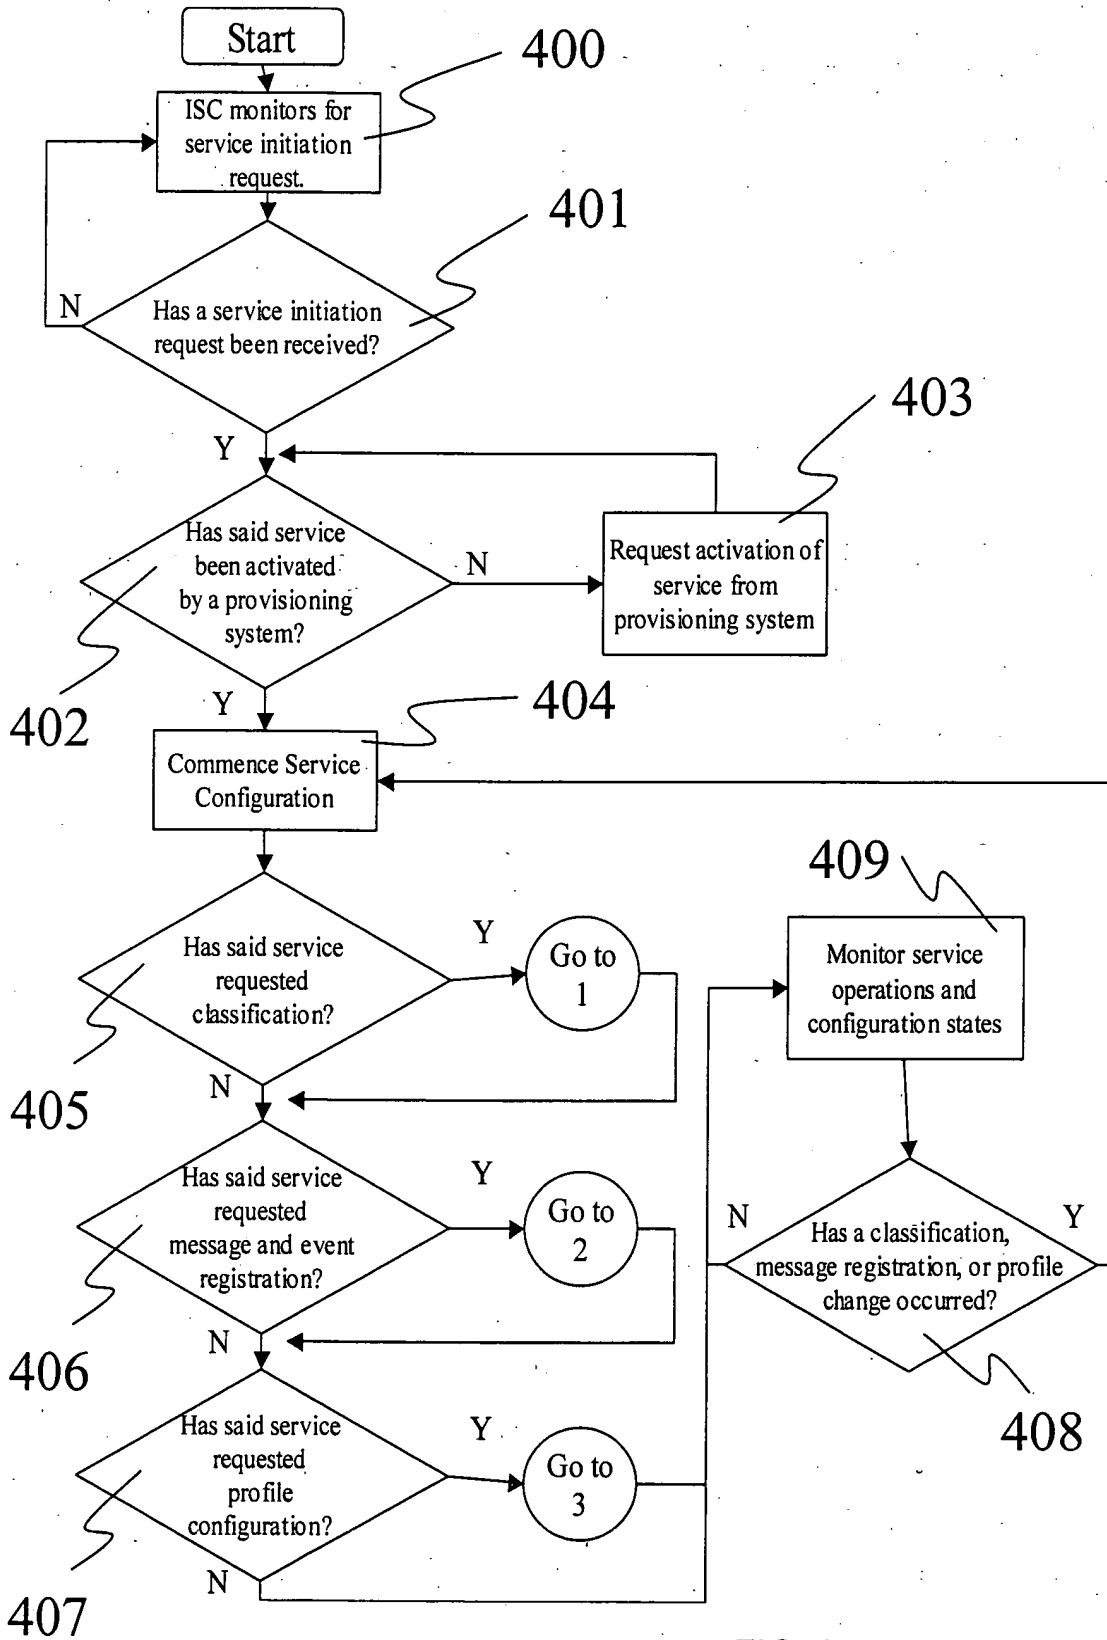 Start
400
ISC monitors for
service initiation
request.
401
N
Has a service initiation
request been received?
403
Y
Has said service
been activated
by a provisioning
system?
N
Request activation of
service from
provisioning system
402
Y
404
Commence Service
Configuration
409
Has said service
requested
classification?
Y
Go to
1
Monitor service
operations and
configuration states
405
N
Has said service
requested
message and event
registration?
Y
Go to
2
N
Has a classification,
message registration, or profile
change occurred?
Y
406
N
408
Has said service
requested
profile
configuration?
Y
Go to
3
407
N